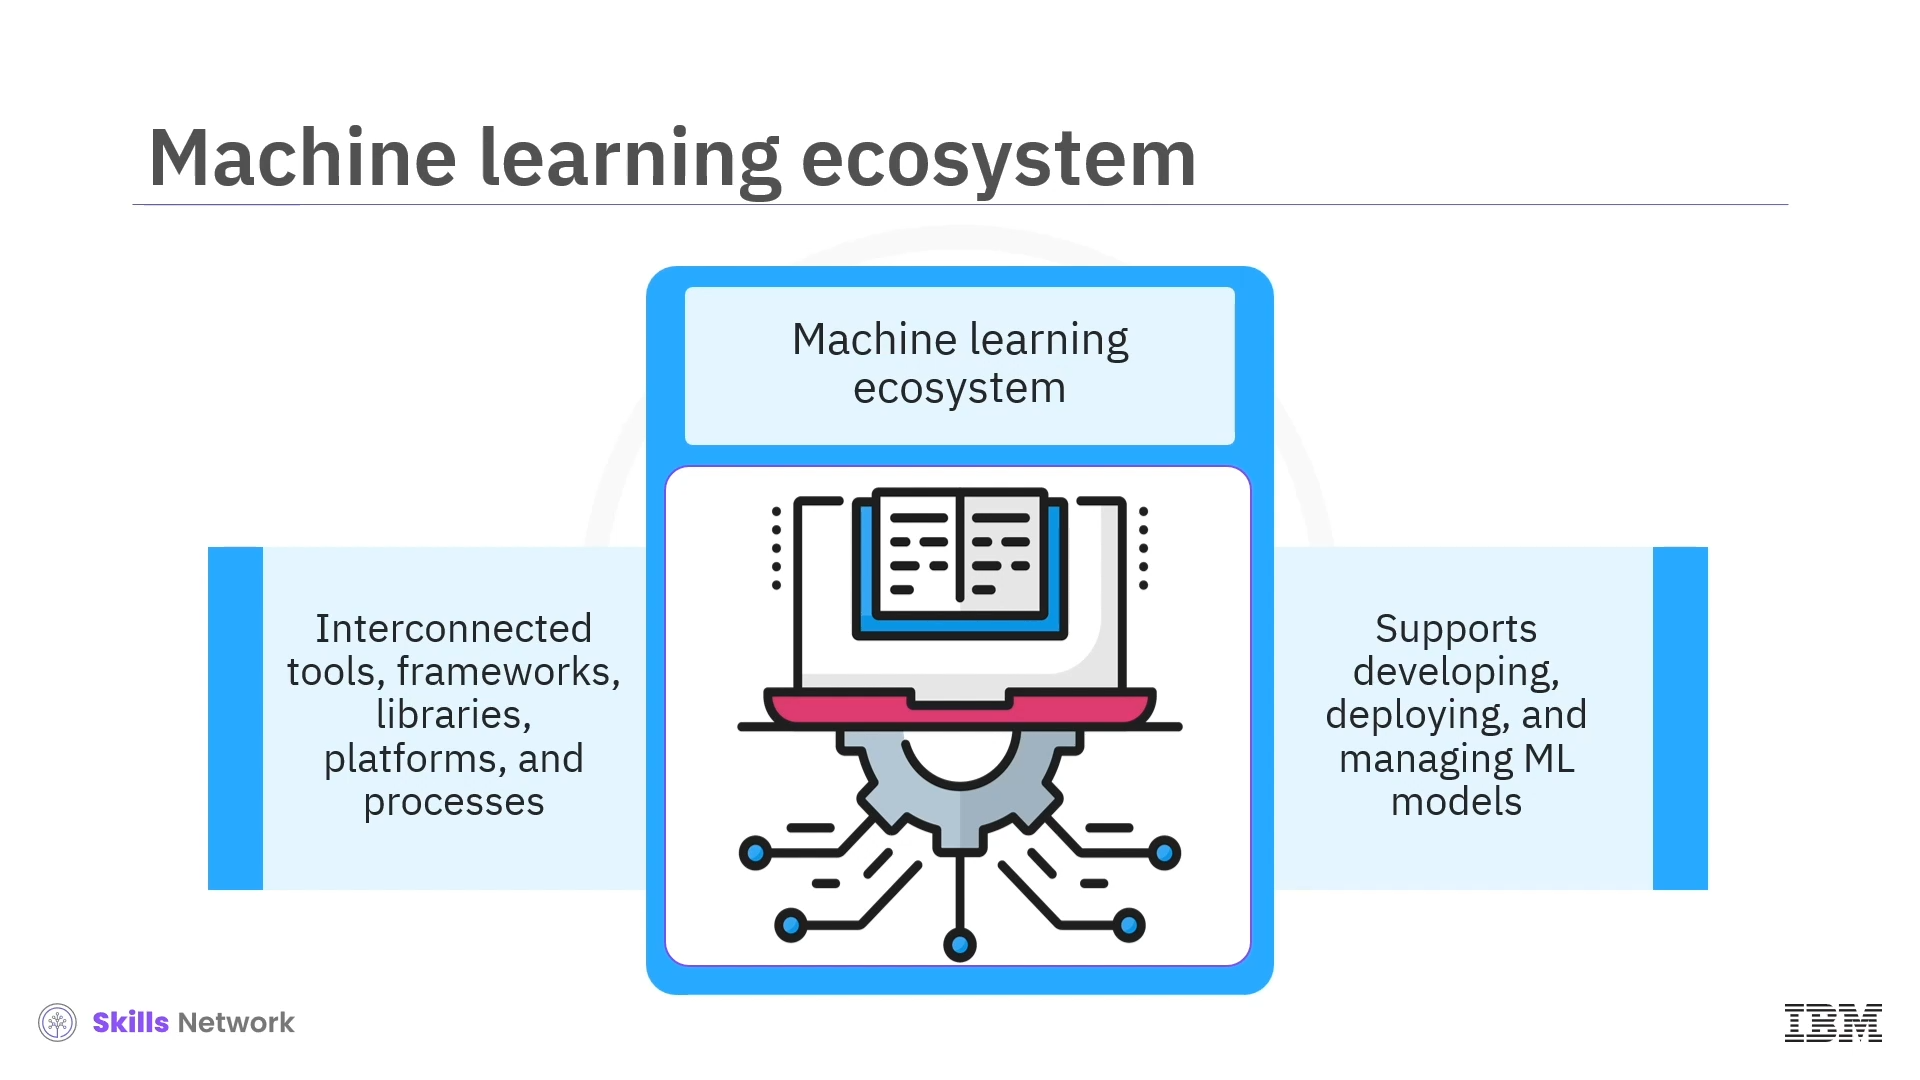 Machine learning ecosystem
Machine learning
ecosystem
Interconnected
tools, frameworks,
libraries,
platforms, and
processes
Supports
developing,
deploying, and
managing ML
models
Skills Network
IBM